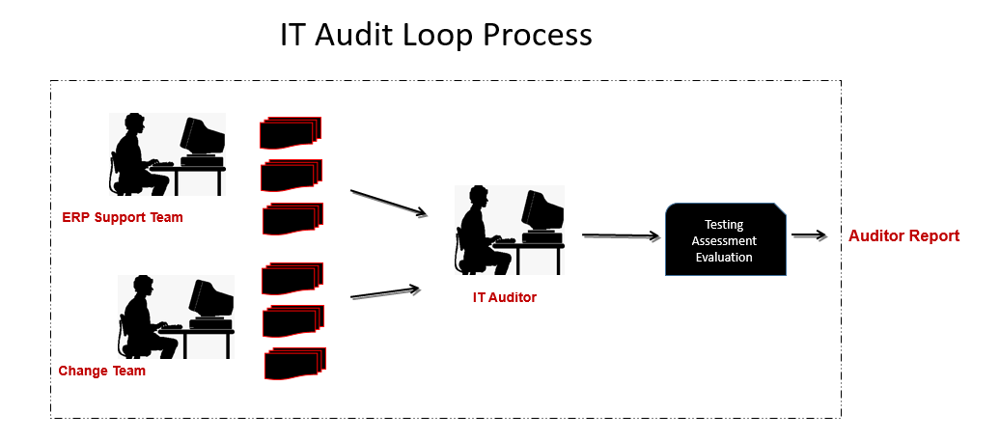 IT Audit Loop Process
ERP Support Team
Change Team
IT Auditor
Testing
Assessment
Evaluation
Auditor Report